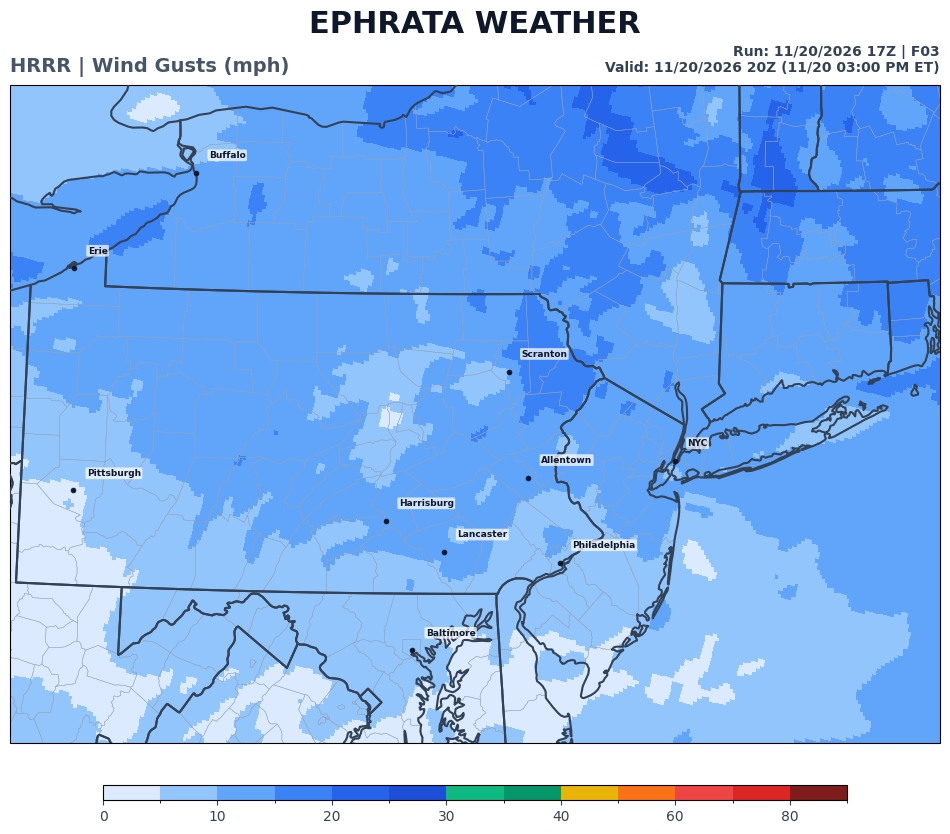 EPHRATA WEATHER
HRRR | Wind Gusts (mph)
Run: 11/20/2026 17Z | F03
Valid: 11/20/2026 20Z (11/20 03:00 PM ET)
Buffalo
Erie
Scranton
NYC
Allentown
Pittsburgh
Harrisburg
Lancaster
Philadelphia
Baltimore
0 10 20 30 40 60 80